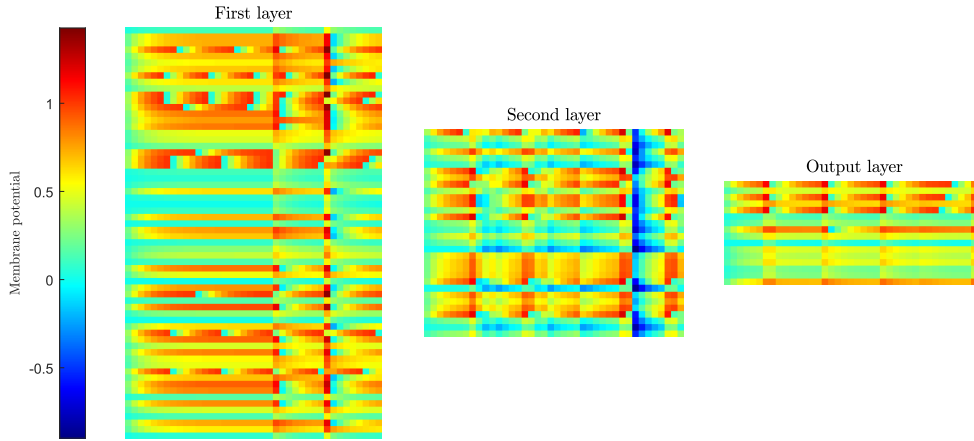 First layer
Second layer
Output layer
Membrane potential
1
0.5
0
-0.5